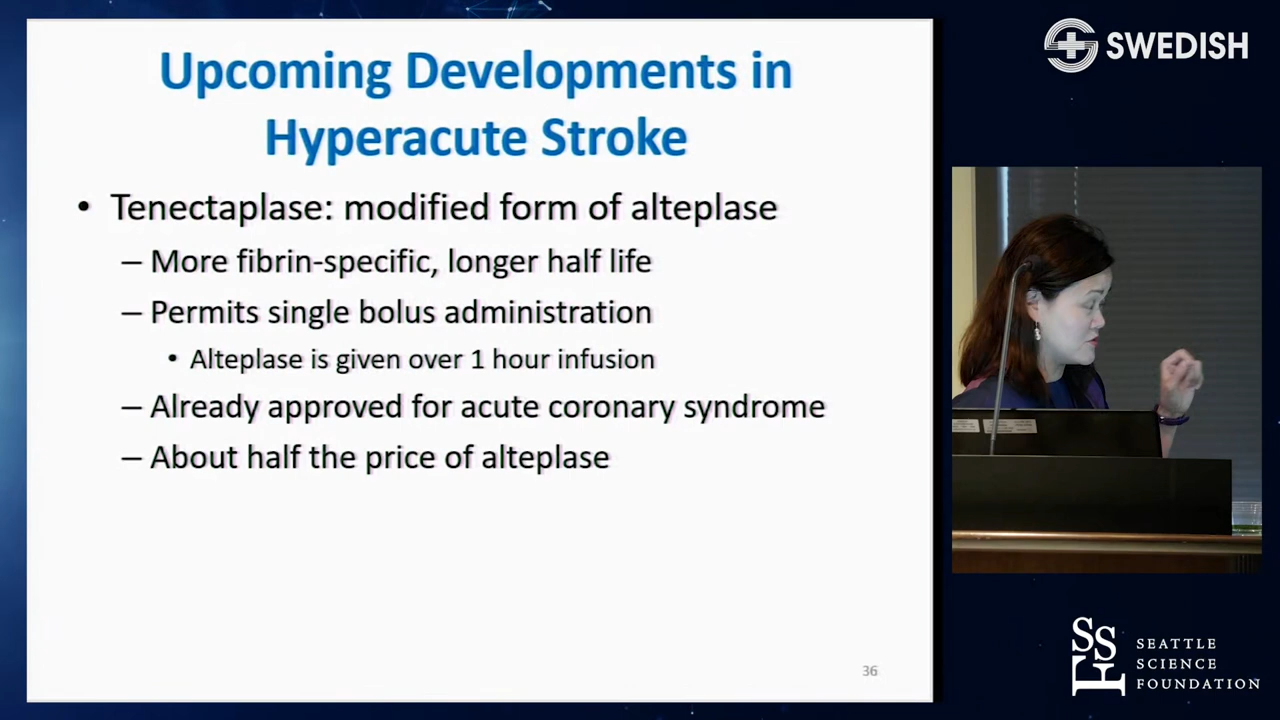 Upcoming Developments in
Hyperacute Stroke
• Tenectaplase: modified form of alteplase
– More fibrin-specific, longer half life
– Permits single bolus administration
• Alteplase is given over 1 hour infusion
– Already approved for acute coronary syndrome
– About half the price of alteplase
36
SWEDISH
SSF
SEATTLE
SCIENCE
FOUNDATION